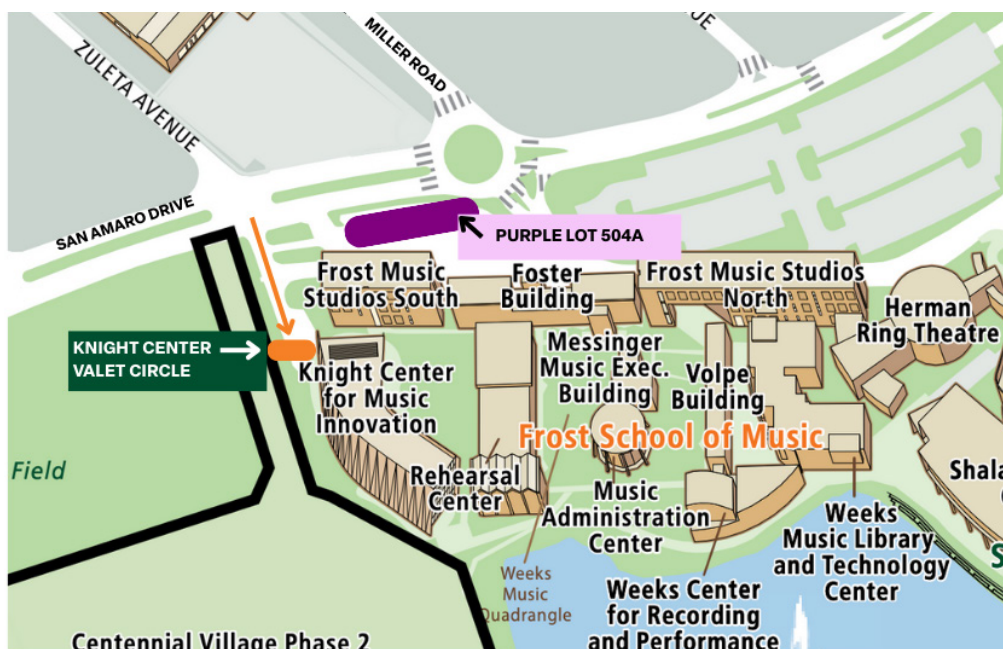 ZULETA AVENUE
MILLER ROAD
UE
SAN AMARO DRIVE
PURPLE LOT 504A
Frost Music
Studios South
Foster
Building
Frost Music Studios
North
Herman
Ring Theatre
KNIGHT CENTER
VALET CIRCLE
Knight Center
for Music
Innovation
Messinger
Music Exec.
Building
Volpe
Building
Frost School of Music
Field
Rehearsal
Center
Music
Administration
Center
Shala
Weeks
Music Library
and Technology
Center
Weeks
Music
Quadrangle
Weeks Center
for Recording
and Performance
S
Centennial Village Phase 2